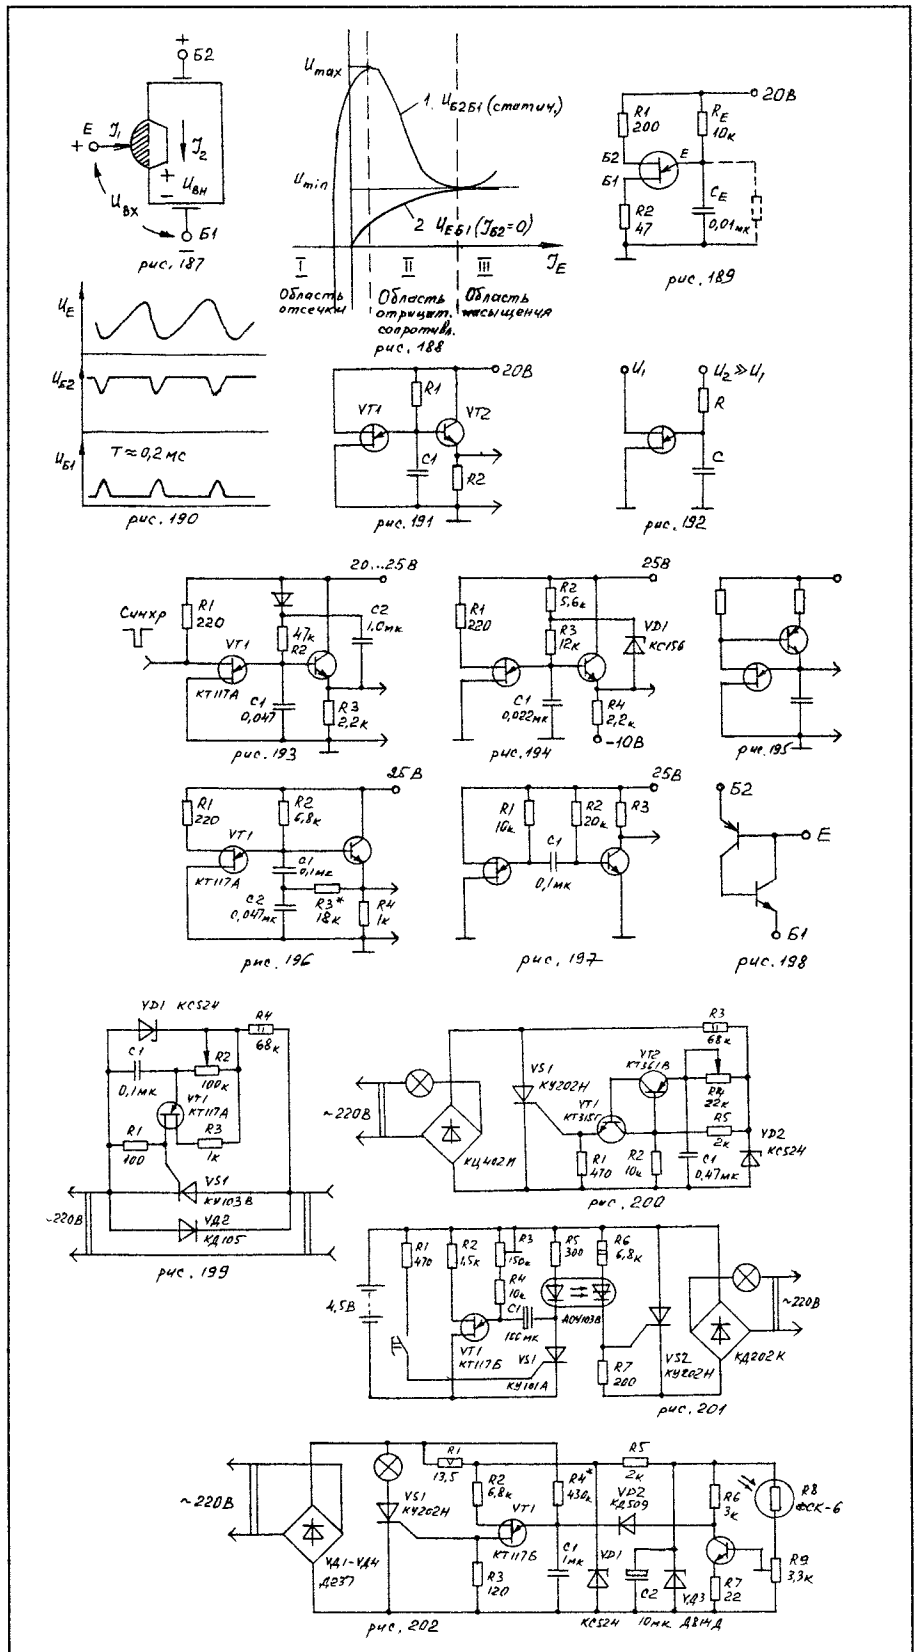 +
Б2
E
J1
+
J2
+
Uвн
−
Uвх
Б1
−
рис. 187
Umax
1. UБ2Б1 (статич.)
Umin
2 UЕБ1 (JБ2=0)
JE
I
II
III
Область отсечки
Область отрицат. сопротивл.
Область насыщения
рис. 188
20В
R1
200
RE
10к
Б2
E
Б1
R2
47
CE
0,01мк
рис. 189
UE
UБ2
UБ1
T≈0,2мс
рис. 190
20В
R1
VT1
VT2
C1
R2
рис. 191
U1
U2≫U1
R
C
рис. 192
20...25В
Синхр
R1
220
C2
1,0мк
47к
R2
VT1
КТ117А
C1
0,047
R3
2,2к
рис. 193
25В
R2
5,6к
R1
220
R3
12к
VD1
КС156
C1
0,022мк
R4
2,2к
-10В
рис. 194
рис. 195
25В
R1
220
R2
6,8к
VT1
КТ117А
C1
0,1мк
C2
0,047мк
R3*
18к
R4
1к
рис. 196
25В
R1
R2
20к
R3
C1
0,1мк
рис. 197
Б2
E
Б1
рис. 198
VD1 КС524
R4
68к
C1
0,1мк
R2
100к
VT1
КТ117А
R1
100
R3
1к
VS1
КУ103В
~220В
VД2
КД105
рис. 199
R3
68к
VS1
КУ202Н
VT2
КТ361В
VT1
КТ315Г
R4
22к
~220В
R5
2к
VD2
КС524
КЦ402И
R1
470
R2
10к
C1
0,47мк
рис. 200
R1
470
R2
1,5к
R3
150к
R5
300
R6
6,8к
R4
10к
4,5В
C1
АОУ103В
VT1
КТ117Б
VS1
КУ101А
R7
200
VS2
КУ202Н
КД202К
~220В
рис. 201
R1
13,5
R5
2к
VS1
КУ202Н
R2
6,8к
R4*
430к
VD2
КД509
R6
3к
R8
ФСК-6
~220В
VT1
КТ117Б
VД1-VД4
Д237
R3
120
C1
1мк
VD1
КС524
C2
10мк
VД3
Д814Д
R7
22
R9
3,3к
рис. 202